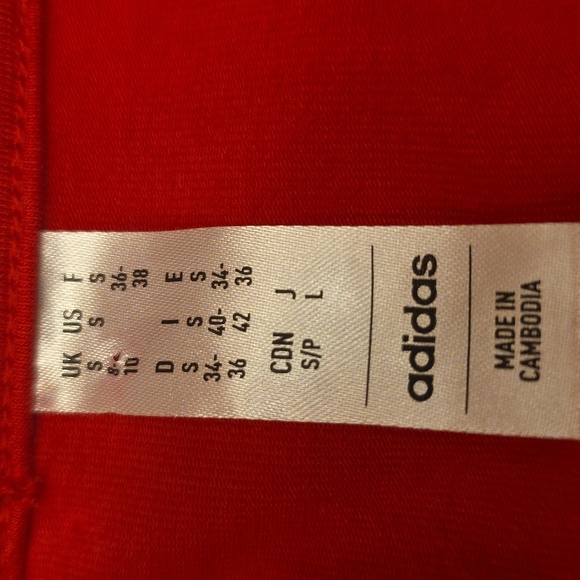 UK US F
S S S
8- 36-
10 38
D I E
S S S
34- 40- 34-
36 42 36
CDN J
S/P L
adidas
MADE IN
CAMBODIA